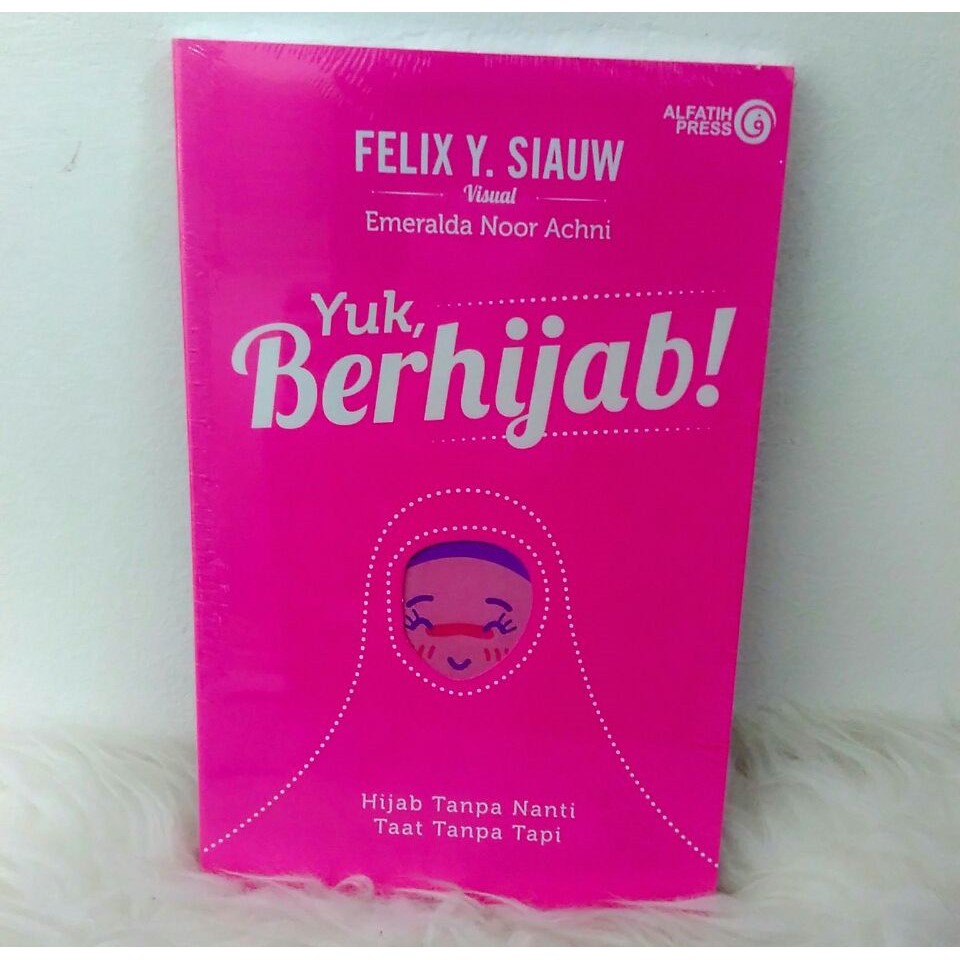 ALFATIH
PRESS
FELIX Y. SIAUW
Visual
Emeralda Noor Achni
Yuk,
Berhijab!
Hijab Tanpa Nanti
Taat Tanpa Tapi